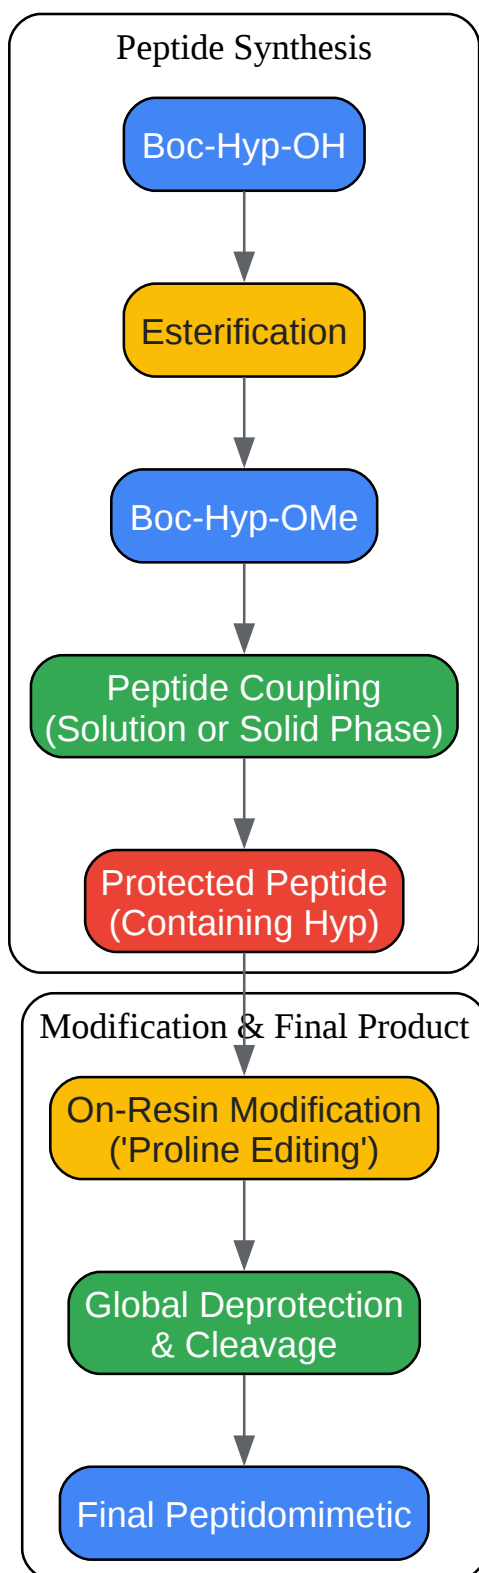 Peptide Synthesis
Boc-Hyp-OH
Esterification
Boc-Hyp-OMe
Peptide Coupling
(Solution or Solid Phase)
Protected Peptide
(Containing Hyp)
Modification & Final Product
On-Resin Modification
('Proline Editing')
Global Deprotection
& Cleavage
Final Peptidomimetic